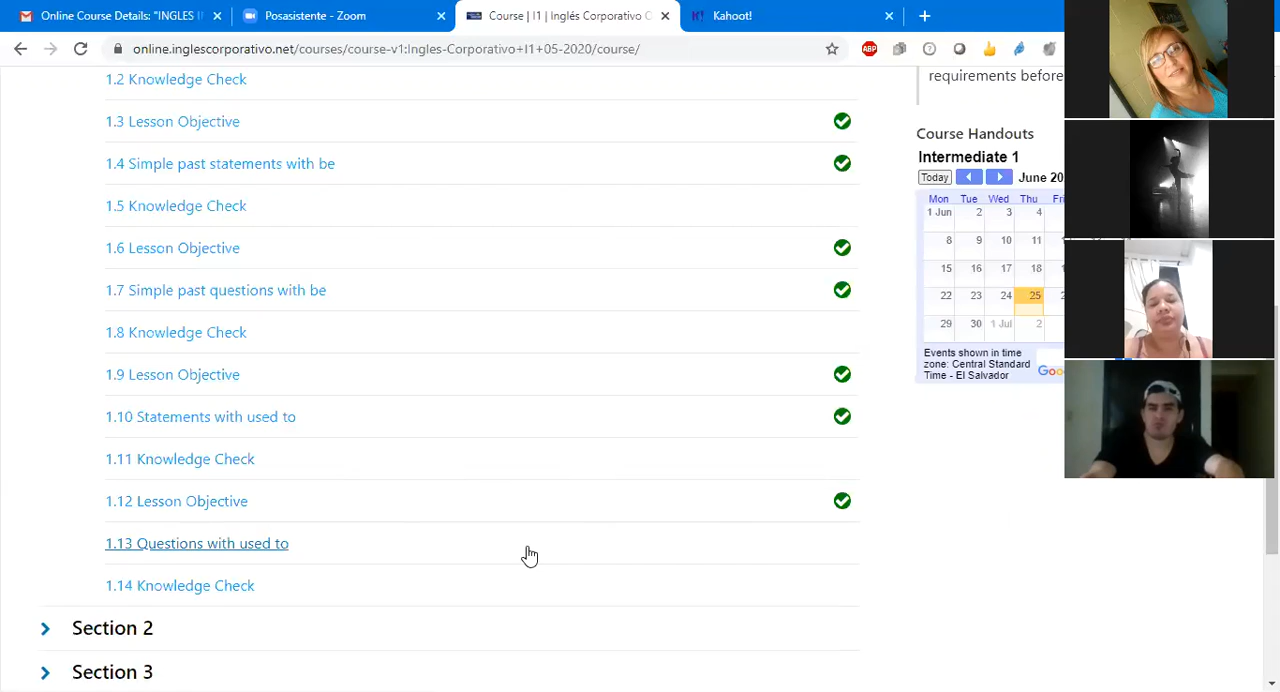 Online Course Details: "INGLES I
Posasistente - Zoom
Course | I1 | Inglés Corporativo
Kahoot!
online.inglescorporativo.net/courses/course-v1:Ingles-Corporativo+I1+05-2020/course/
ABP
1.2 Knowledge Check
1.3 Lesson Objective
1.4 Simple past statements with be
1.5 Knowledge Check
1.6 Lesson Objective
1.7 Simple past questions with be
1.8 Knowledge Check
1.9 Lesson Objective
1.10 Statements with used to
1.11 Knowledge Check
1.12 Lesson Objective
1.13 Questions with used to
1.14 Knowledge Check
Section 2
Section 3
requirements before
Course Handouts
Intermediate 1
Today
June 20
Mon Tue Wed Thu Fri
1 Jun 2 3 4
8 9 10 11
15 16 17 18
22 23 24 25
29 30 1 Jul 2
Events shown in time
zone: Central Standard
Time - El Salvador
Goo